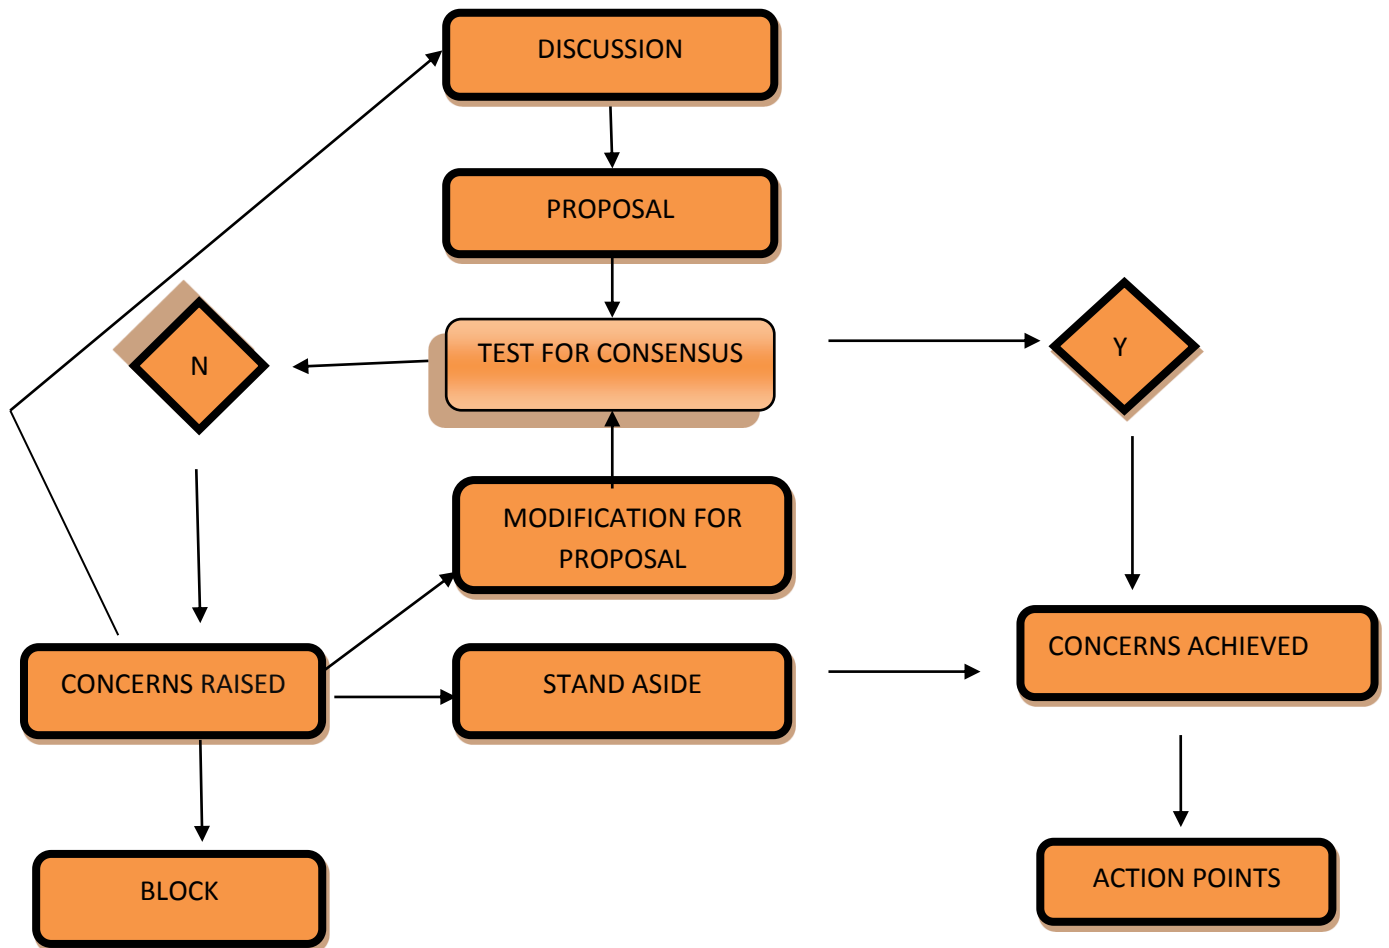 DISCUSSION
PROPOSAL
TEST FOR CONSENSUS
N
Y
MODIFICATION FOR
PROPOSAL
CONCERNS RAISED
STAND ASIDE
CONCERNS ACHIEVED
BLOCK
ACTION POINTS